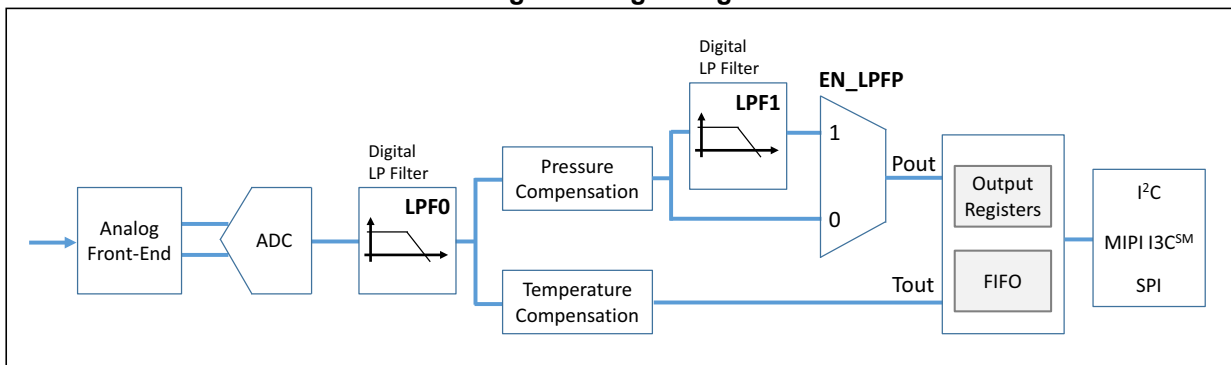 Digital
LP Filter
LPF1
EN_LPFP
1
0
Pout
Digital
LP Filter
LPF0
Analog
Front-End
ADC
Pressure
Compensation
Temperature
Compensation
Tout
Output
Registers
FIFO
I²C
MIPI I3Cˢᴹ
SPI